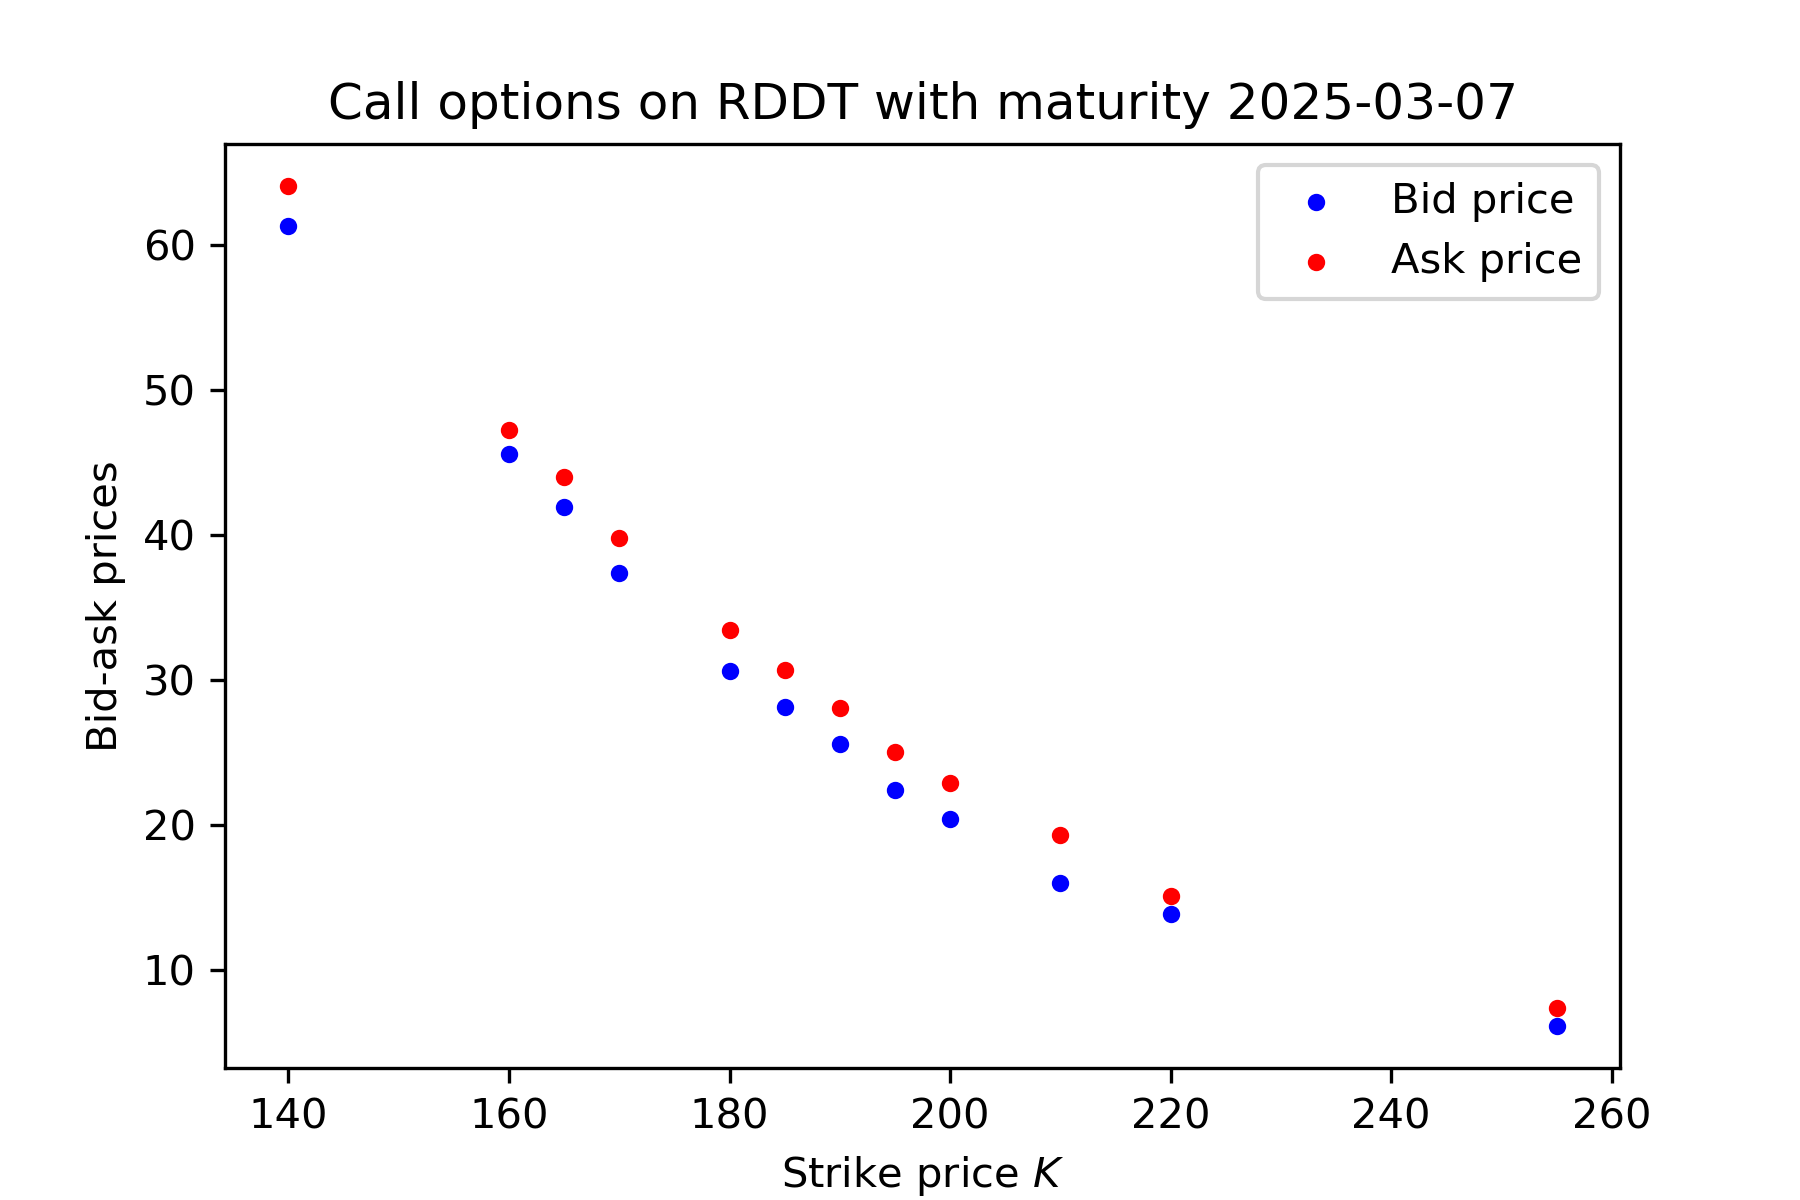 Call options on RDDT with maturity 2025-03-07
Bid price
Ask price
60
50
40
30
20
10
Bid-ask prices
140 160 180 200 220 240 260
Strike price K